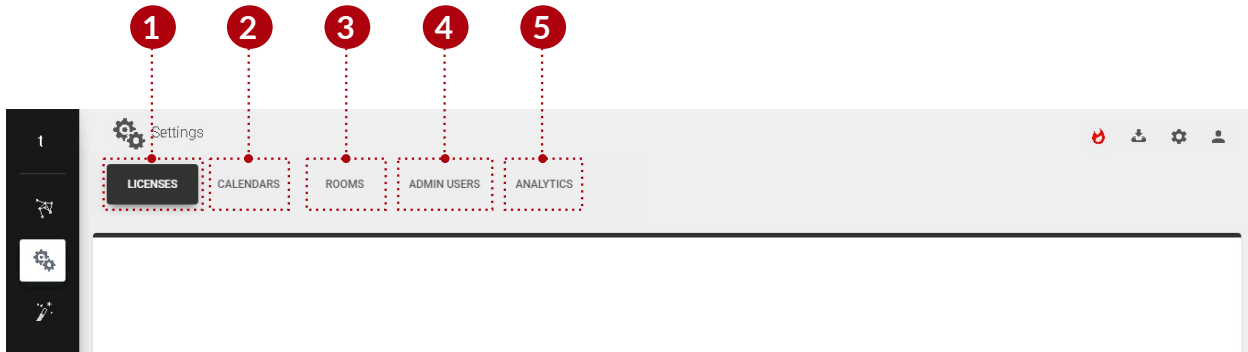 1 2 3 4 5
t
Settings
LICENSES CALENDARS ROOMS ADMIN USERS ANALYTICS